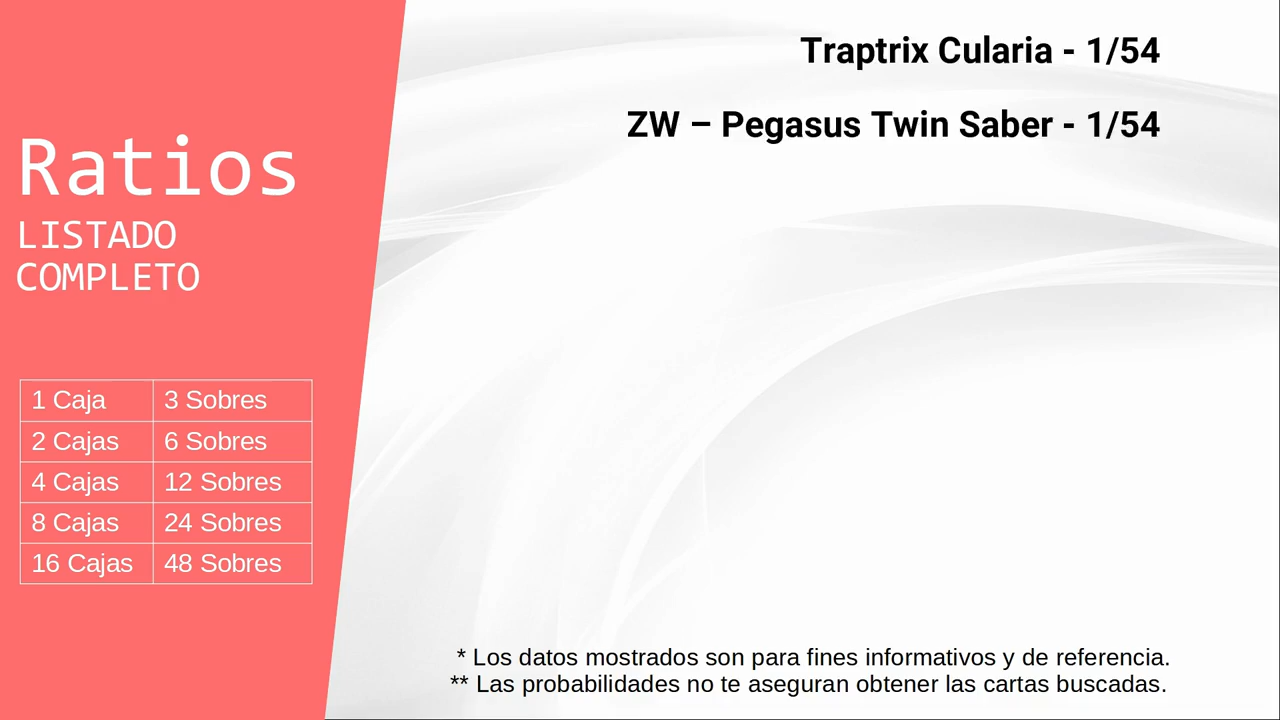 Ratios
LISTADO
COMPLETO
1 Caja 3 Sobres
2 Cajas 6 Sobres
4 Cajas 12 Sobres
8 Cajas 24 Sobres
16 Cajas 48 Sobres
Traptrix Cularia - 1/54
ZW – Pegasus Twin Saber - 1/54
* Los datos mostrados son para fines informativos y de referencia.
** Las probabilidades no te aseguran obtener las cartas buscadas.